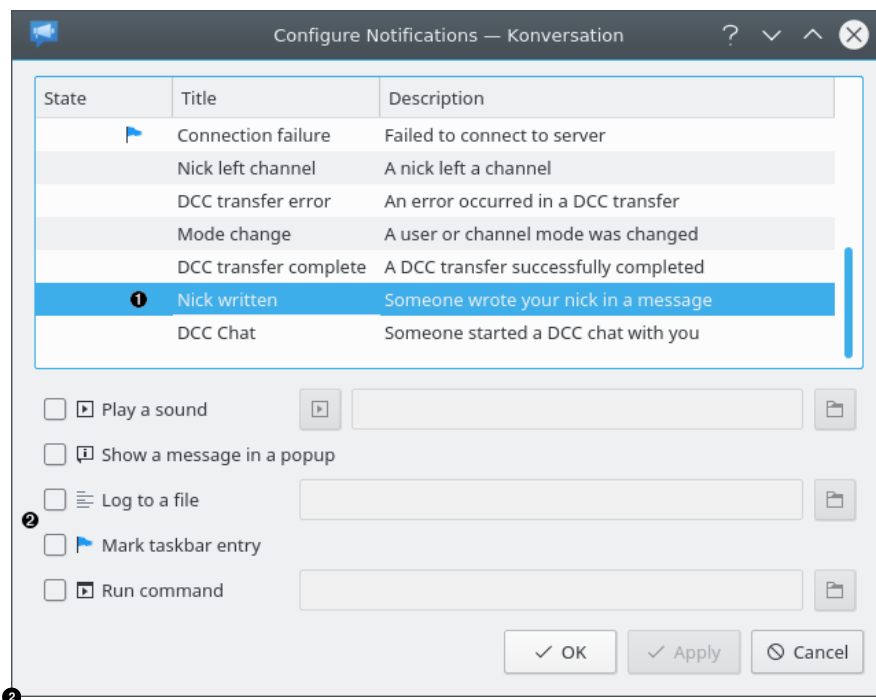 Configure Notifications — Konversation
State Title Description
Connection failure Failed to connect to server
Nick left channel A nick left a channel
DCC transfer error An error occurred in a DCC transfer
Mode change A user or channel mode was changed
DCC transfer complete A DCC transfer successfully completed
❶ Nick written Someone wrote your nick in a message
DCC Chat Someone started a DCC chat with you
Play a sound
Show a message in a popup
Log to a file
❷
Mark taskbar entry
Run command
OK Apply Cancel
❷